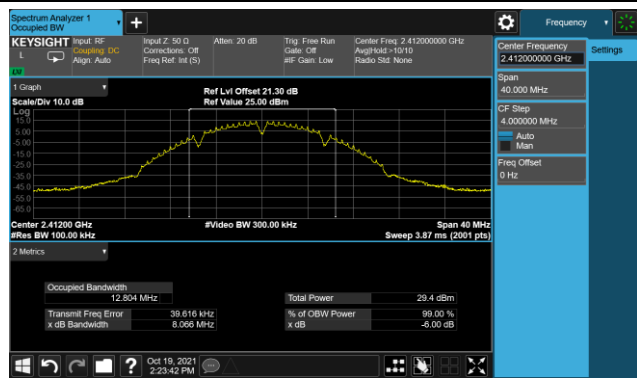 Spectrum Analyzer 1
Occupied BW
+
Frequency
KEYSIGHT
L
LW
Input: RF
Coupling: DC
Align: Auto
Input Z: 50 Ω
Corrections: Off
Freq Ref: Int (S)
Atten: 20 dB
Trig: Free Run
Gate: Off
#IF Gain: Low
Center Freq: 2.412000000 GHz
Avg|Hold:>10/10
Radio Std: None
Center Frequency
2.412000000 GHz
Settings
Span
40.000 MHz
CF Step
4.000000 MHz
Auto
Man
Freq Offset
0 Hz
1 Graph
Scale/Div 10.0 dB
Ref Lvl Offset 21.30 dB
Ref Value 25.00 dBm
Log
15.0
5.00
-5.00
-15.0
-25.0
-35.0
-45.0
-55.0
-65.0
Center 2.41200 GHz
#Res BW 100.00 kHz
#Video BW 300.00 kHz
Span 40 MHz
Sweep 3.87 ms (2001 pts)
2 Metrics
Occupied Bandwidth
12.804 MHz
Total Power 29.4 dBm
Transmit Freq Error 39.616 kHz
% of OBW Power 99.00 %
x dB Bandwidth 8.066 MHz
x dB -6.00 dB
?
Oct 19, 2021
2:23:42 PM